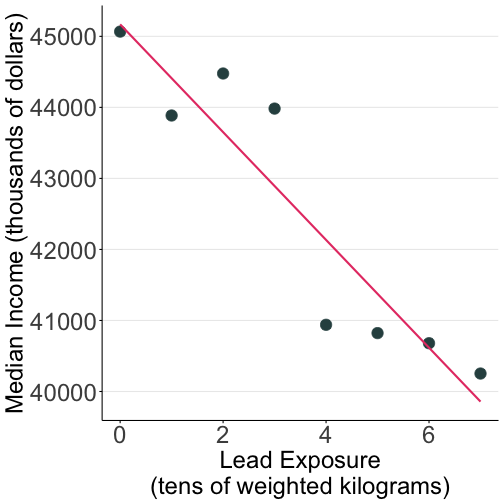 Median Income (thousands of dollars)
45000
44000
43000
42000
41000
40000
0 2 4 6
Lead Exposure
(tens of weighted kilograms)